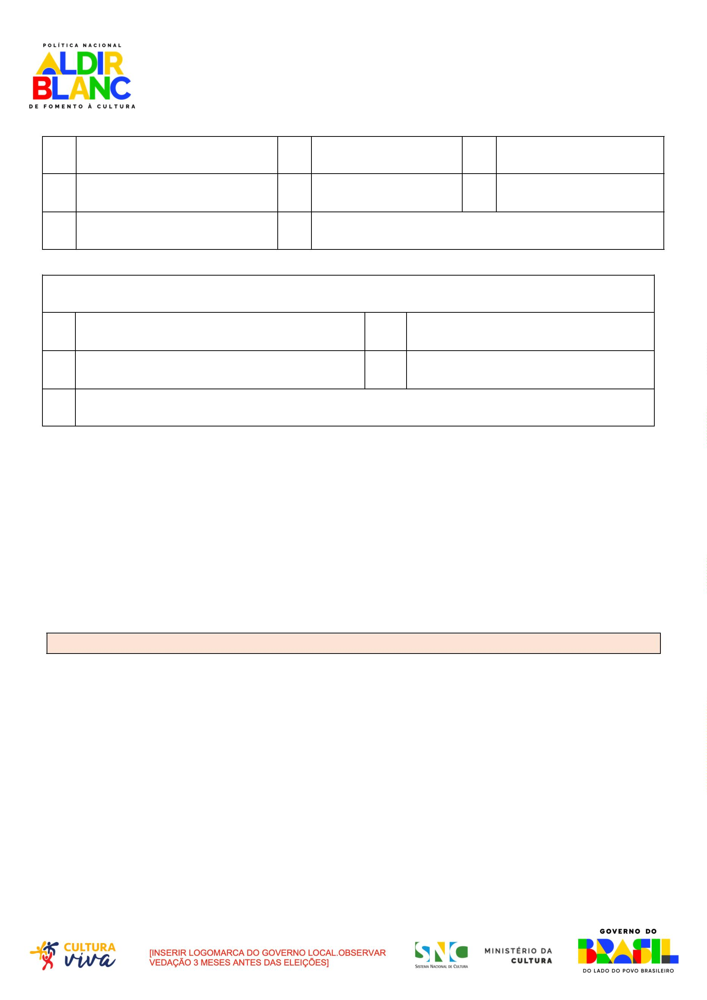 POLÍTICA NACIONAL
ALDIR
BLANC
DE FOMENTO À CULTURA
CULTURA
viva
[INSERIR LOGOMARCA DO GOVERNO LOCAL.OBSERVAR
VEDAÇÃO 3 MESES ANTES DAS ELEIÇÕES]
SNC
SISTEMA NACIONAL DE CULTURA
MINISTÉRIO DA
CULTURA
GOVERNO DO
BRASIL
DO LADO DO POVO BRASILEIRO